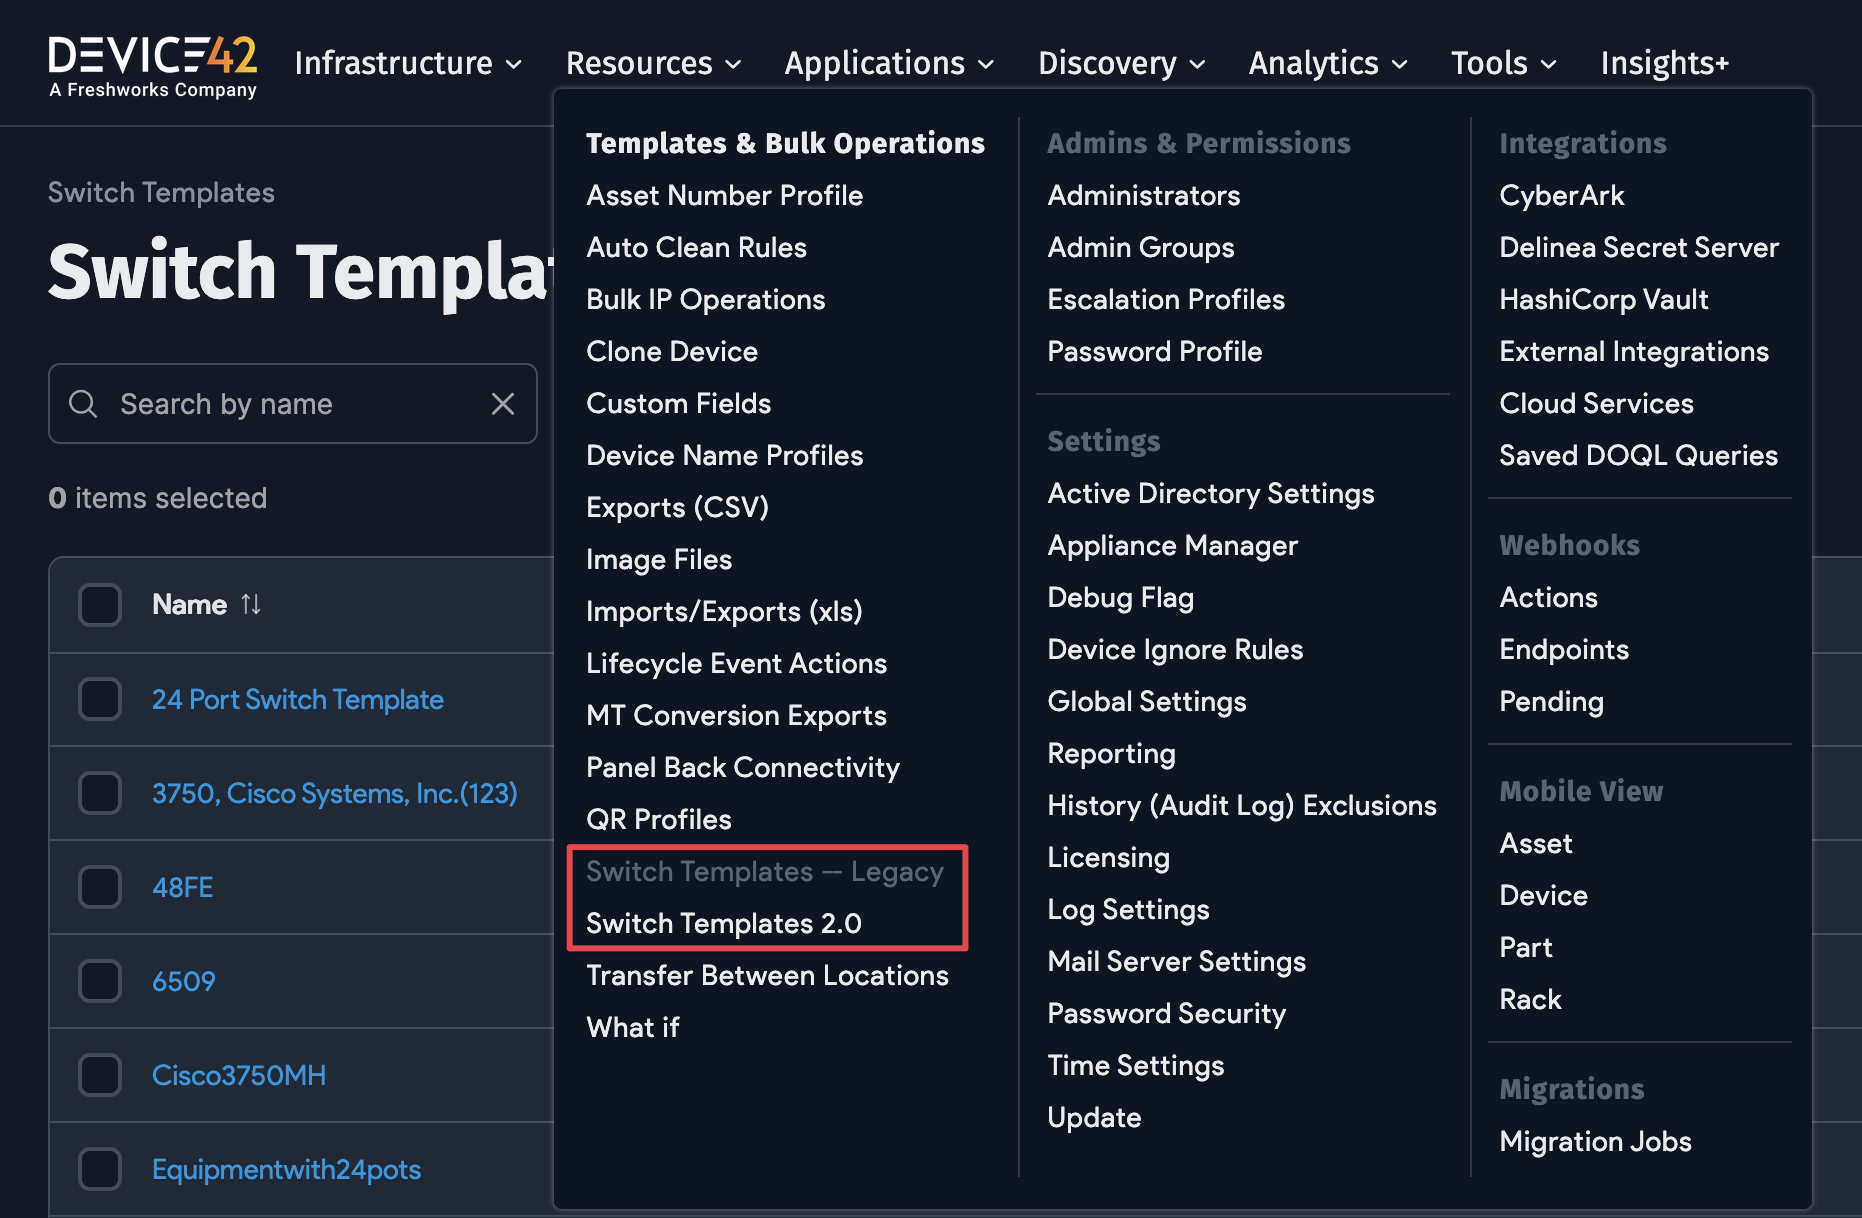 DEVICE42
A Freshworks Company
Infrastructure
Resources
Applications
Discovery
Analytics
Tools
Insights+
Switch Templates
Switch Templat
Search by name
0 items selected
Name
24 Port Switch Template
3750, Cisco Systems, Inc.(123)
48FE
6509
Cisco3750MH
Equipmentwith24pots
Templates & Bulk Operations
Asset Number Profile
Auto Clean Rules
Bulk IP Operations
Clone Device
Custom Fields
Device Name Profiles
Exports (CSV)
Image Files
Imports/Exports (xls)
Lifecycle Event Actions
MT Conversion Exports
Panel Back Connectivity
QR Profiles
Switch Templates -- Legacy
Switch Templates 2.0
Transfer Between Locations
What if
Admins & Permissions
Administrators
Admin Groups
Escalation Profiles
Password Profile
Settings
Active Directory Settings
Appliance Manager
Debug Flag
Device Ignore Rules
Global Settings
Reporting
History (Audit Log) Exclusions
Licensing
Log Settings
Mail Server Settings
Password Security
Time Settings
Update
Integrations
CyberArk
Delinea Secret Server
HashiCorp Vault
External Integrations
Cloud Services
Saved DOQL Queries
Webhooks
Actions
Endpoints
Pending
Mobile View
Asset
Device
Part
Rack
Migrations
Migration Jobs